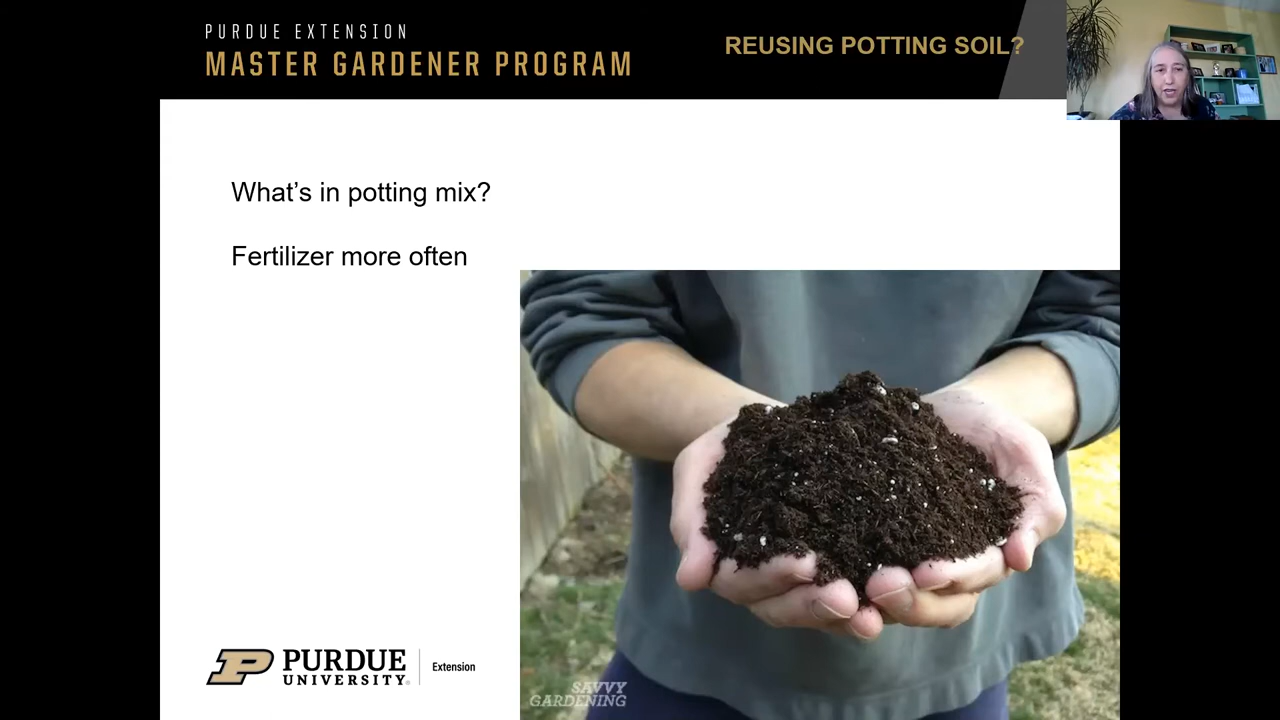 PURDUE EXTENSION
MASTER GARDENER PROGRAM
REUSING POTTING SOIL?
What’s in potting mix?
Fertilizer more often
PURDUE
UNIVERSITY®
Extension
SAVVY
GARDENING